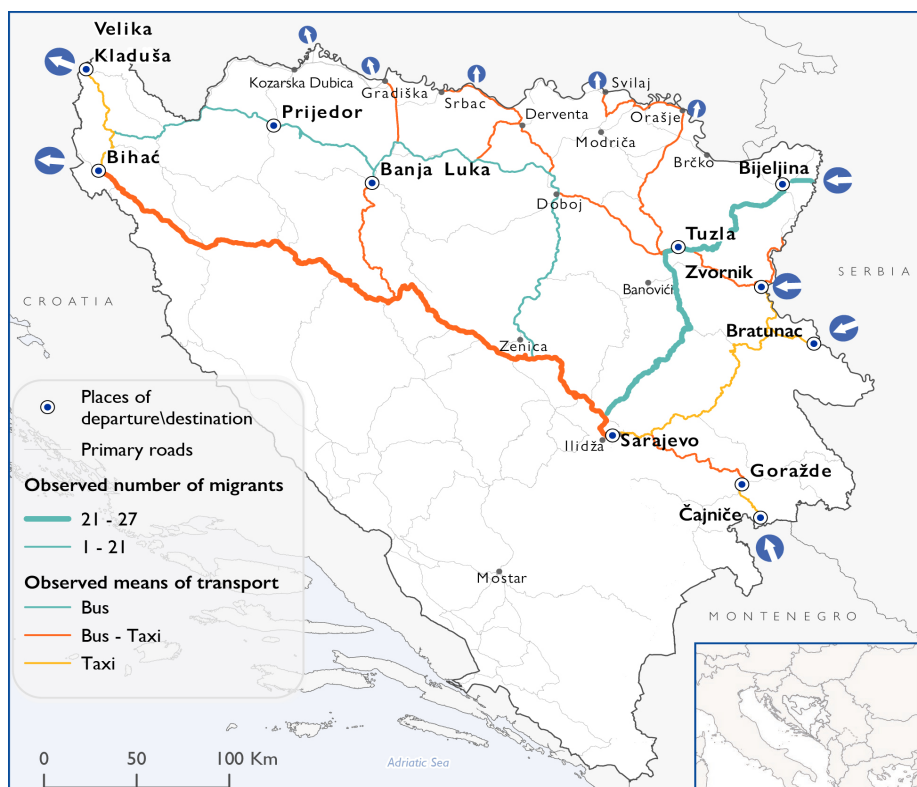 Velika
Kladuša
Kozarska Dubica
Gradiška
Srbac
Svilaj
Orašje
Prijedor
Derventa
Modriča
Brčko
Bihać
Banja Luka
Bijeljina
Doboj
Tuzla
Zvornik
Banovići
SERBIA
CROATIA
Bratunac
Zenica
Ilidža
Sarajevo
Goražde
Čajniče
Mostar
MONTENEGRO
Places of
departure\destination
Primary roads
Observed number of migrants
21 - 27
1 - 21
Observed means of transport
Bus
Bus - Taxi
Taxi
0 50 100 Km
Adriatic Sea